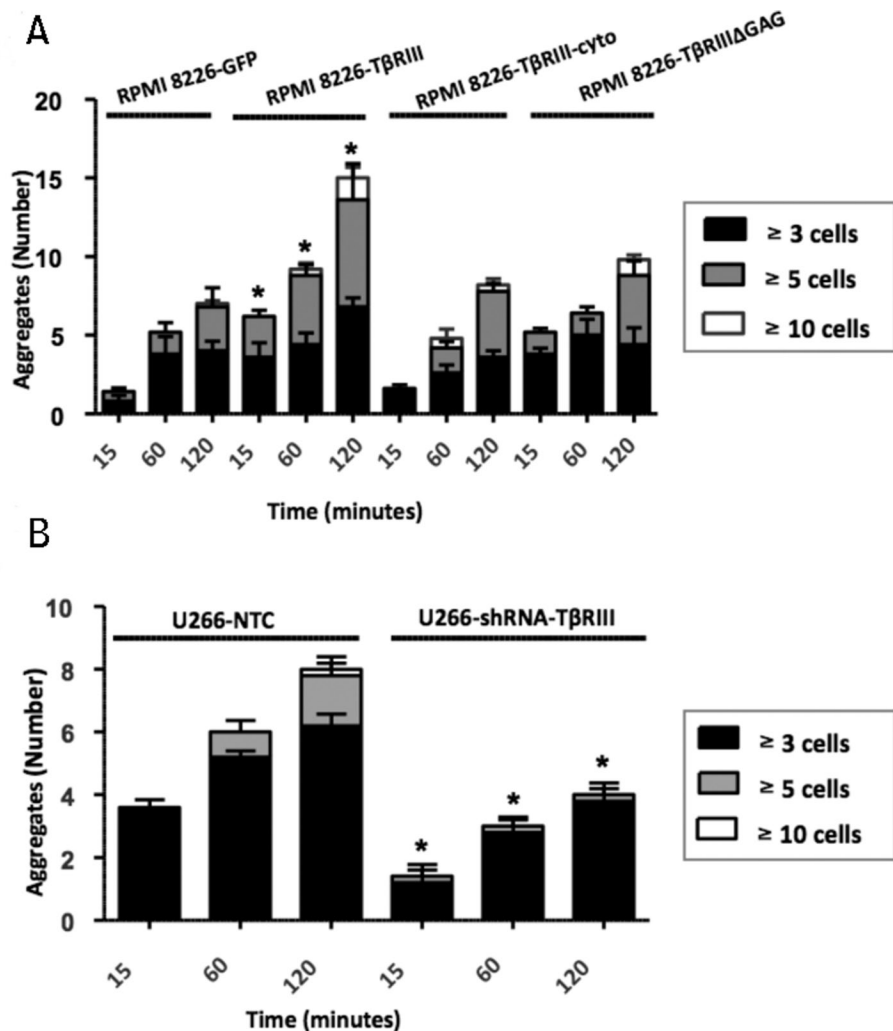 A
RPMI 8226-GFP
RPMI 8226-TβRIII
RPMI 8226-TβRIII-cyto
RPMI 8226-TβRIIIΔGAG
Aggregates (Number)
20
15
10
5
0
*
*
*
15
60
120
15
60
120
15
60
120
15
60
120
Time (minutes)
≥ 3 cells
≥ 5 cells
≥ 10 cells
B
U266-NTC
U266-shRNA-TβRIII
Aggregates (Number)
10
8
6
4
2
0
*
*
*
15
60
120
15
60
120
Time (minutes)
≥ 3 cells
≥ 5 cells
≥ 10 cells